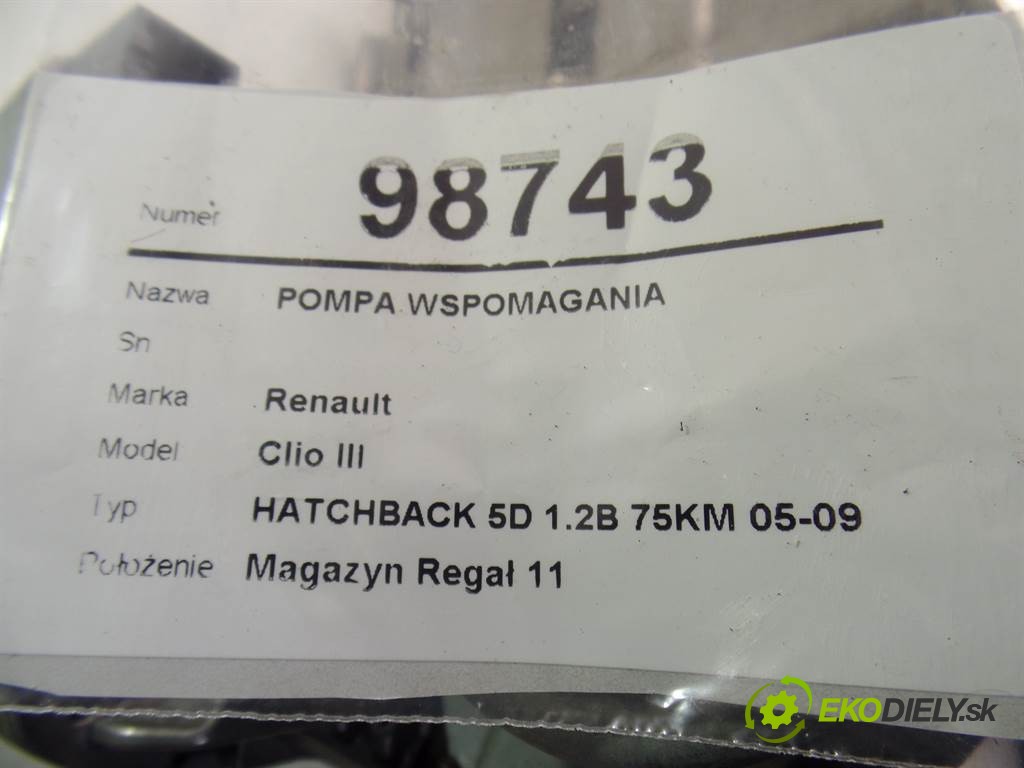 Numer 98743
Nazwa POMPA WSPOMAGANIA
Sn
Marka Renault
Model Clio III
Typ HATCHBACK 5D 1.2B 75KM 05-09
Położenie Magazyn Regał 11
EKODIELY.sk